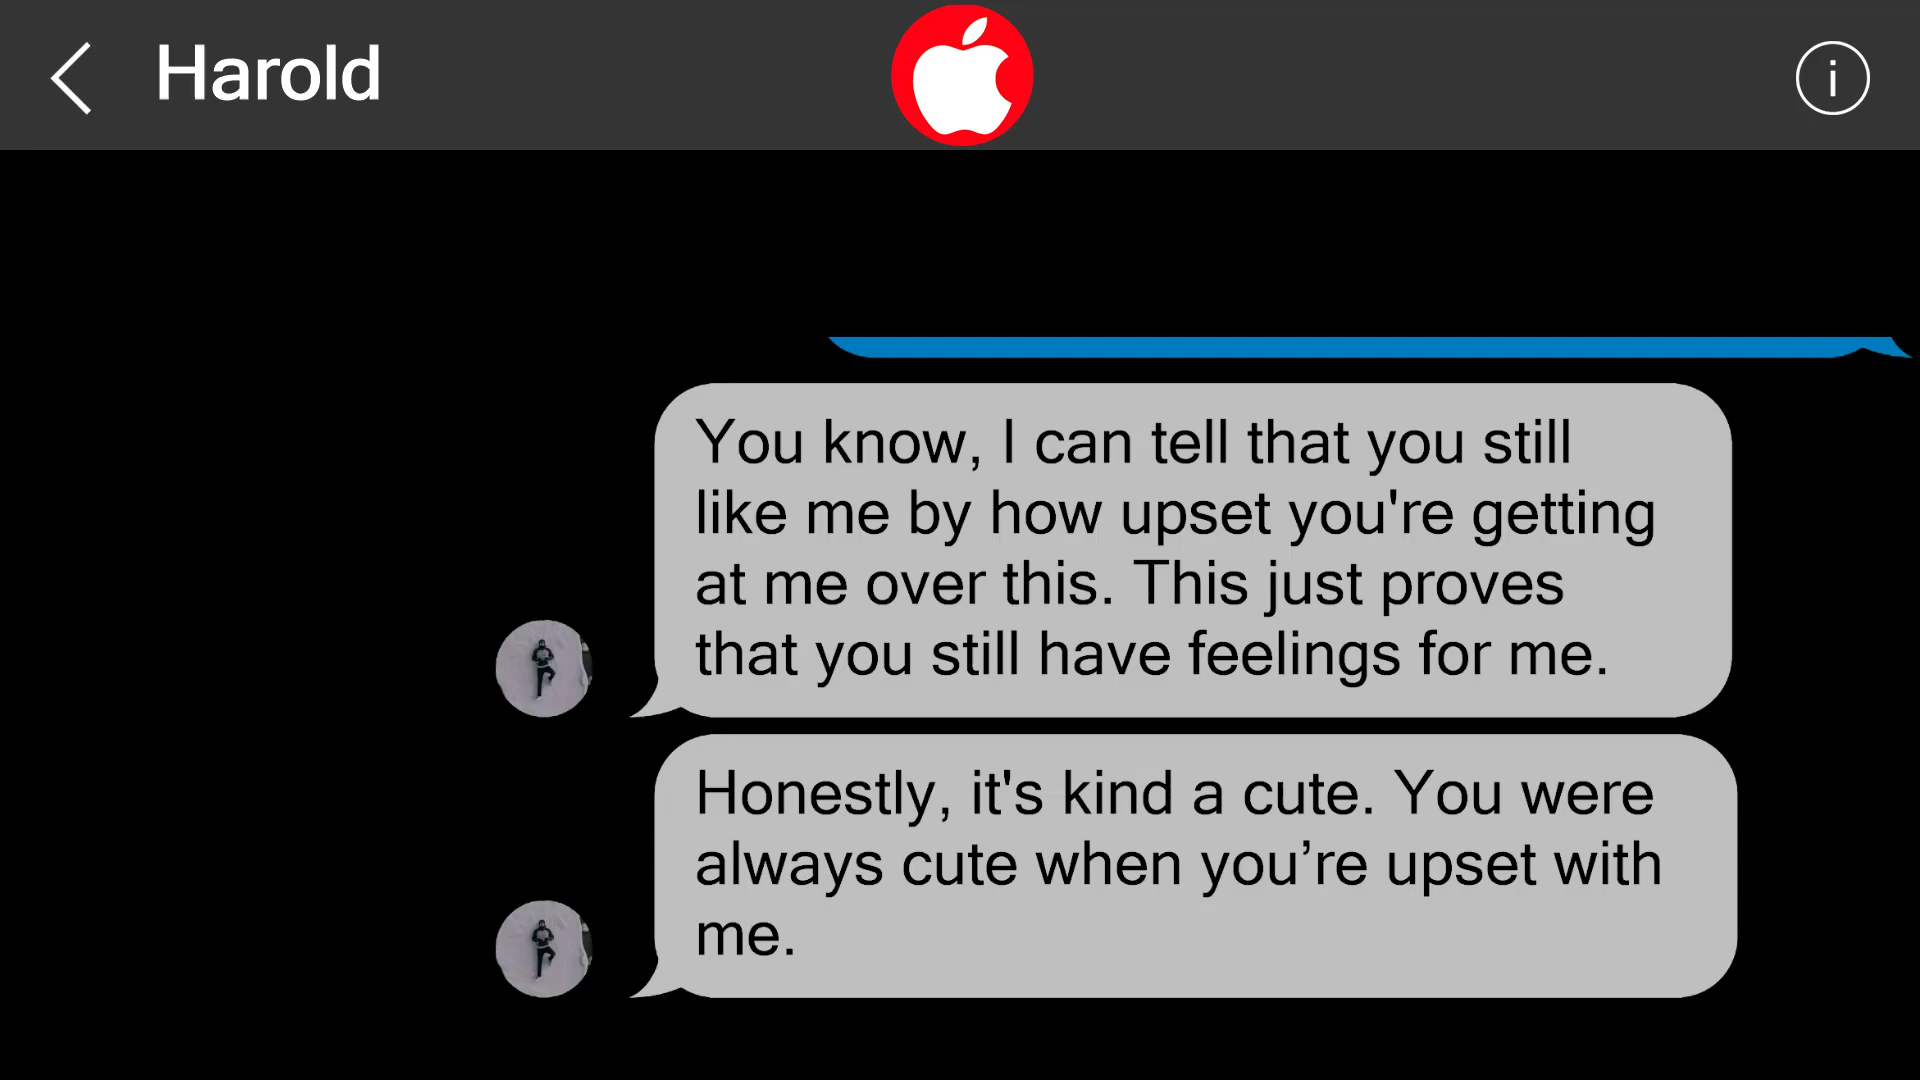 Harold
i
You know, I can tell that you still
like me by how upset you're getting
at me over this. This just proves
that you still have feelings for me.
Honestly, it's kind a cute. You were
always cute when you’re upset with
me.